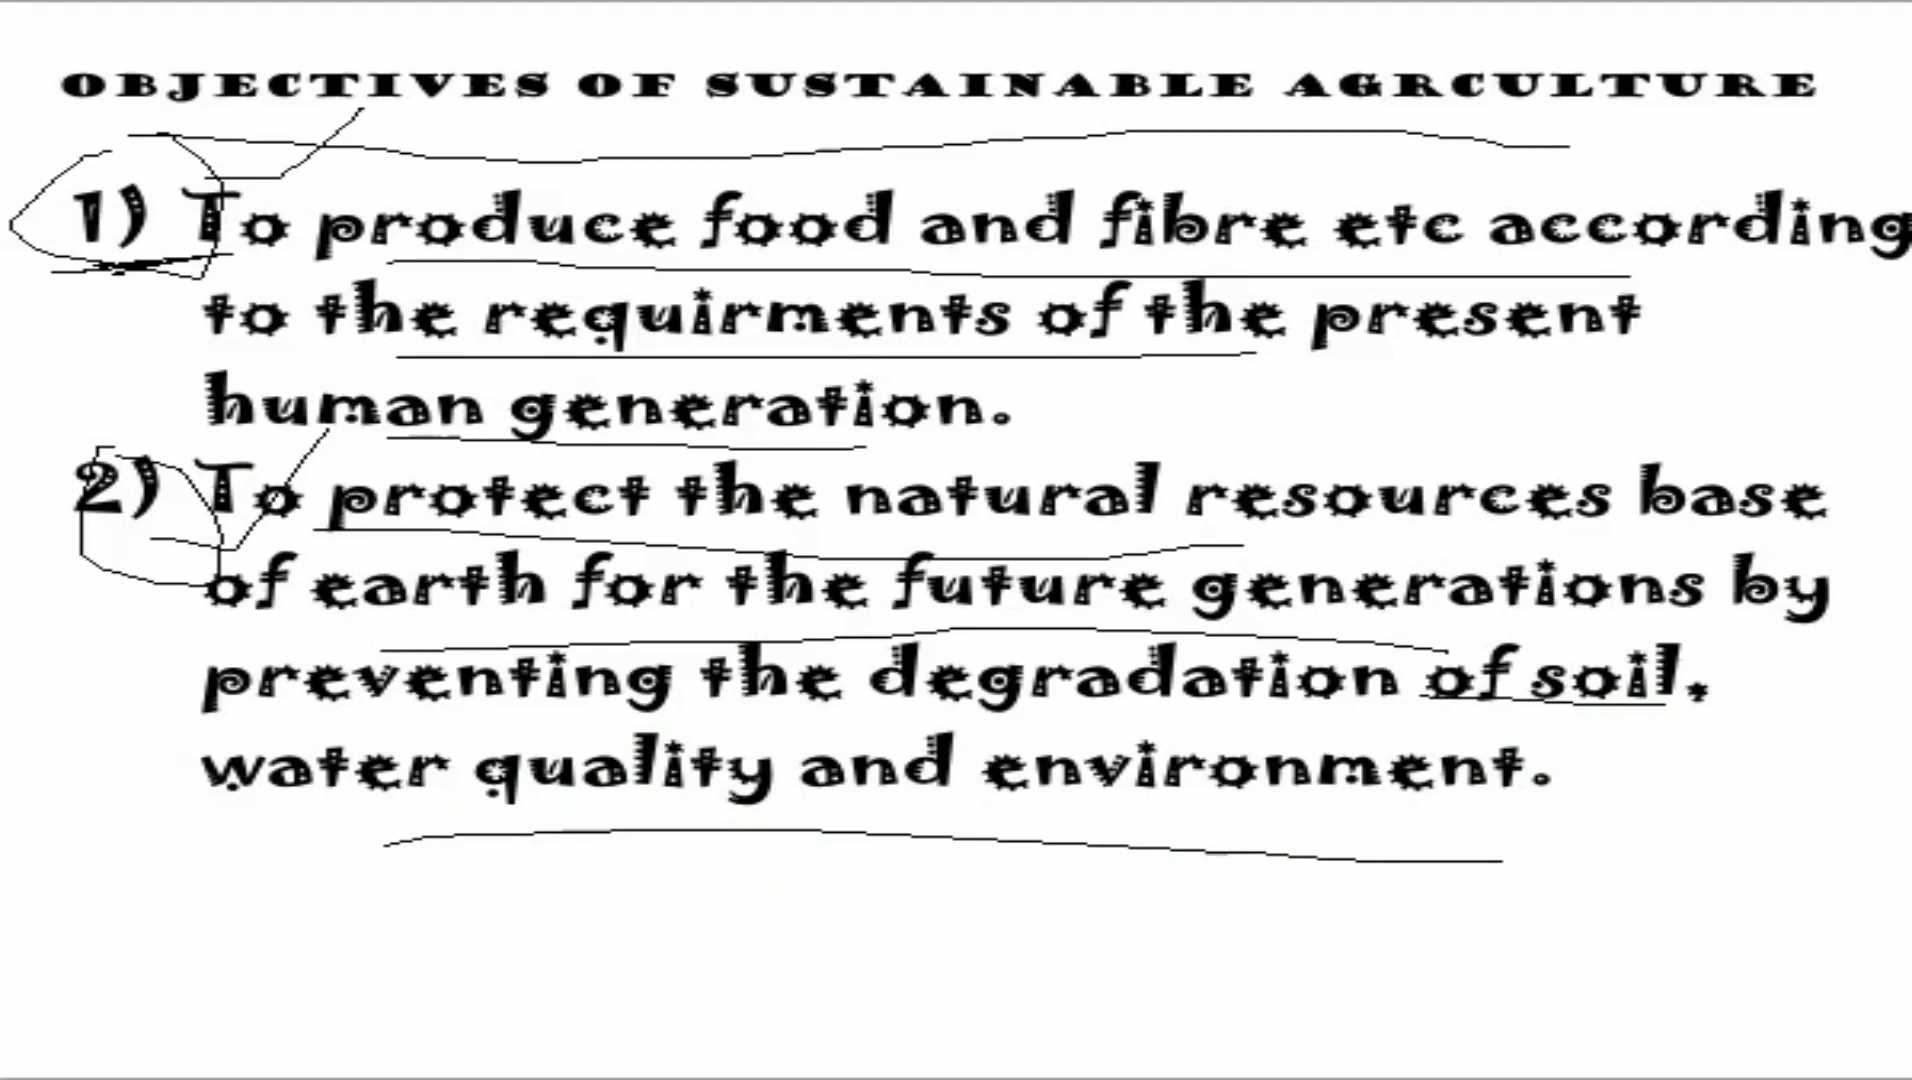 OBJECTIVES OF SUSTAINABLE AGRCULTURE
1) To produce food and fibre etc according
to the requirments of the present
human generation.
2) To protect the natural resources base
of earth for the future generations by
preventing the degradation of soil,
water quality and environment.